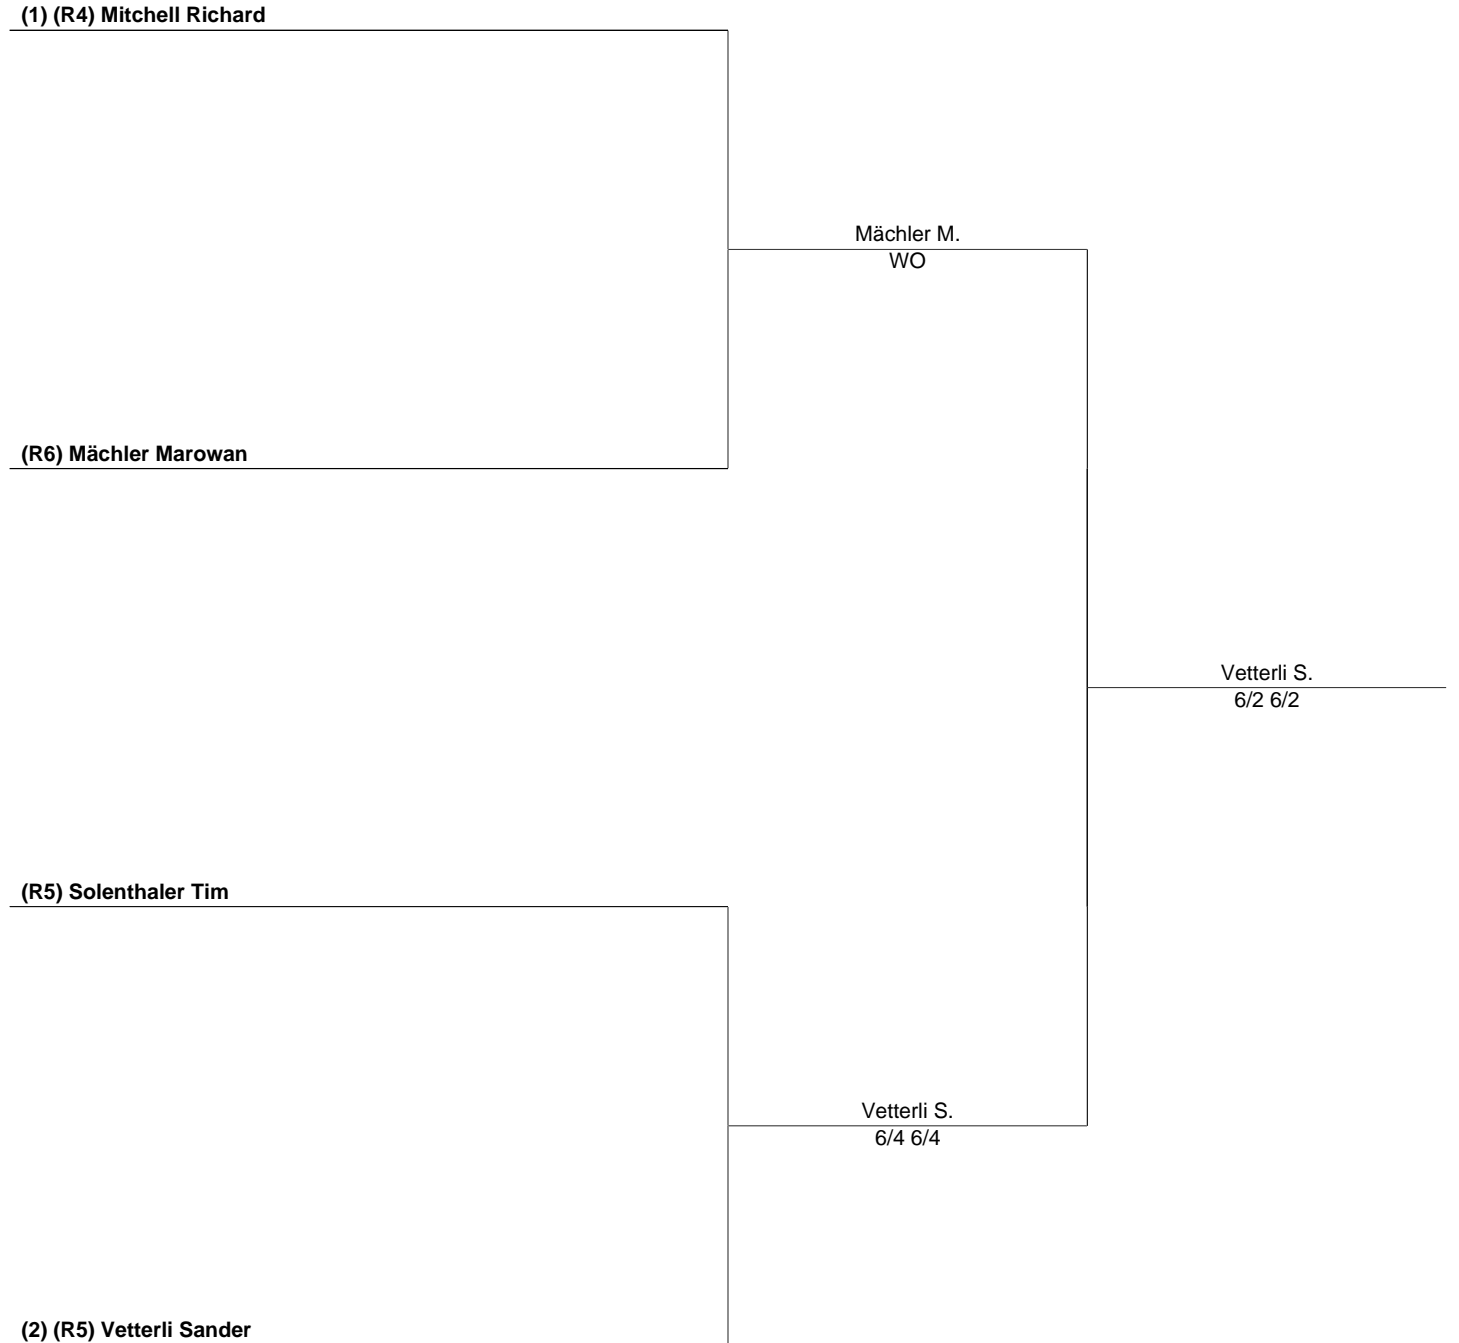 (1) (R4) Mitchell Richard
Mächler M.
WO
(R6) Mächler Marowan
Vetterli S.
6/2 6/2
(R5) Solenthaler Tim
Vetterli S.
6/4 6/4
(2) (R5) Vetterli Sander